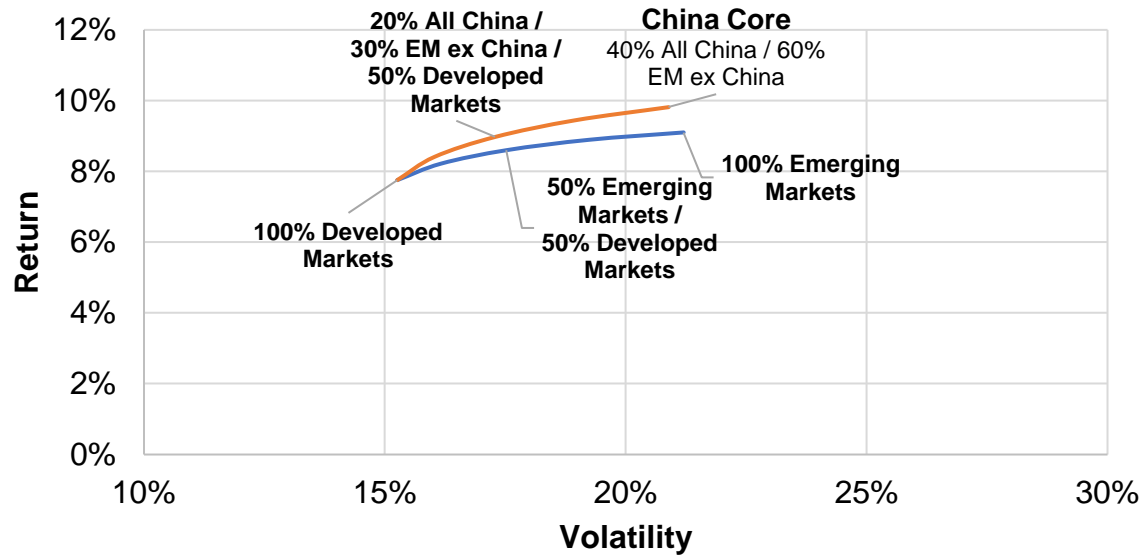 20% All China /
30% EM ex China /
50% Developed
Markets
China Core
40% All China / 60%
EM ex China
100% Emerging
Markets
50% Emerging
Markets /
50% Developed
Markets
100% Developed
Markets
Return
12%
10%
8%
6%
4%
2%
0%
10%
15%
20%
25%
30%
Volatility